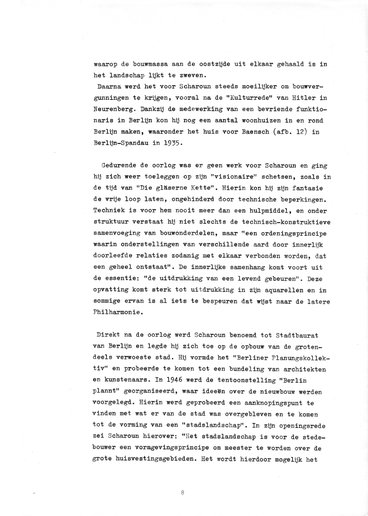 waarop de bouwmassa aan de oostzijde uit elkaar gehaald is in
het landschap lijkt te zweven.
Daarna werd het voor Scharoun steeds moeilijker om bouwver-
gunningen te krijgen, vooral na de "Kulturrede" van Hitler in
Neurenberg. Dankzij de medewerking van een bevriende funktio-
naris in Berlijn kon hij nog een aantal woonhuizen in en rond
Berlijn maken, waaronder het huis voor Baensch (afb. 12) in
Berlijn-Spandau in 1935.
Gedurende de oorlog was er geen werk voor Scharoun en ging
hij zich weer toeleggen op zijn "visionaire" schetsen, zoals in
de tijd van "Die gläserne Kette". Hierin kon hij zijn fantasie
de vrije loop laten, ongehinderd door technische beperkingen.
Techniek is voor hem nooit meer dan een hulpmiddel, en onder
struktuur verstaat hij niet slechts de technisch-konstruktieve
samenvoeging van bouwonderdelen, maar "een ordeningsprincipe
waarin onderstellingen van verschillende aard door innerlijk
doorleefde relaties zodanig met elkaar verbonden worden, dat
een geheel ontstaat". De innerlijke samenhang komt voort uit
de essentie: "de uitdrukking van een levend gebeuren". Deze
opvatting komt sterk tot uitdrukking in zijn aquarellen en in
sommige ervan is al iets te bespeuren dat wijst naar de latere
Philharmonie.
Direkt na de oorlog werd Scharoun benoemd tot Stadtbaurat
van Berlijn en legde hij zich toe op de opbouw van de groten-
deels verwoeste stad. Hij vormde het "Berliner Planungskollek-
tiv" en probeerde te komen tot een bundeling van architekten
en kunstenaars. In 1946 werd de tentoonstelling "Berlin
plannt" georganiseerd, waar ideeën over de nieuwbouw werden
voorgelegd. Hierin werd geprobeerd een aanknopingspunt te
vinden met wat er van de stad was overgebleven en te komen
tot de vorming van een "stadslandschap". In zijn openingsrede
zei Scharoun hierover: "Het stadslandschap is voor de stede-
bouwer een vormgevingsprincipe om meester te worden over de
grote huisvestingsgebieden. Het wordt hierdoor mogelijk het
8